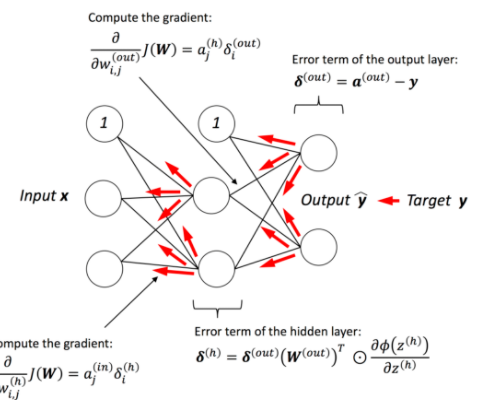 Compute the gradient:
∂/∂w_{i,j}^{(out)} J(W) = a_j^{(h)} δ_i^{(out)}
Error term of the output layer:
δ^{(out)} = a^{(out)} − y
1 1
Input x
Output ŷ Target y
Error term of the hidden layer:
δ^{(h)} = δ^{(out)} (W^{(out)})^T ⊙ ∂ϕ(z^{(h)})/∂z^{(h)}
ompute the gradient:
∂/∂w_{i,j}^{(h)} J(W) = a_j^{(in)} δ_i^{(h)}